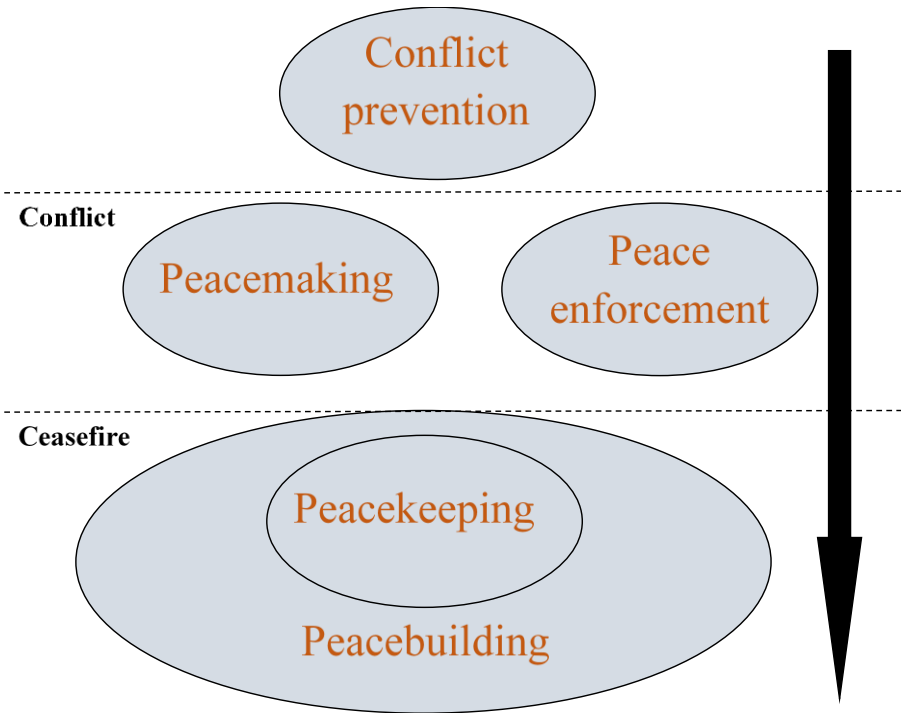 Conflict
prevention
Conflict
Peacemaking
Peace
enforcement
Ceasefire
Peacekeeping
Peacebuilding